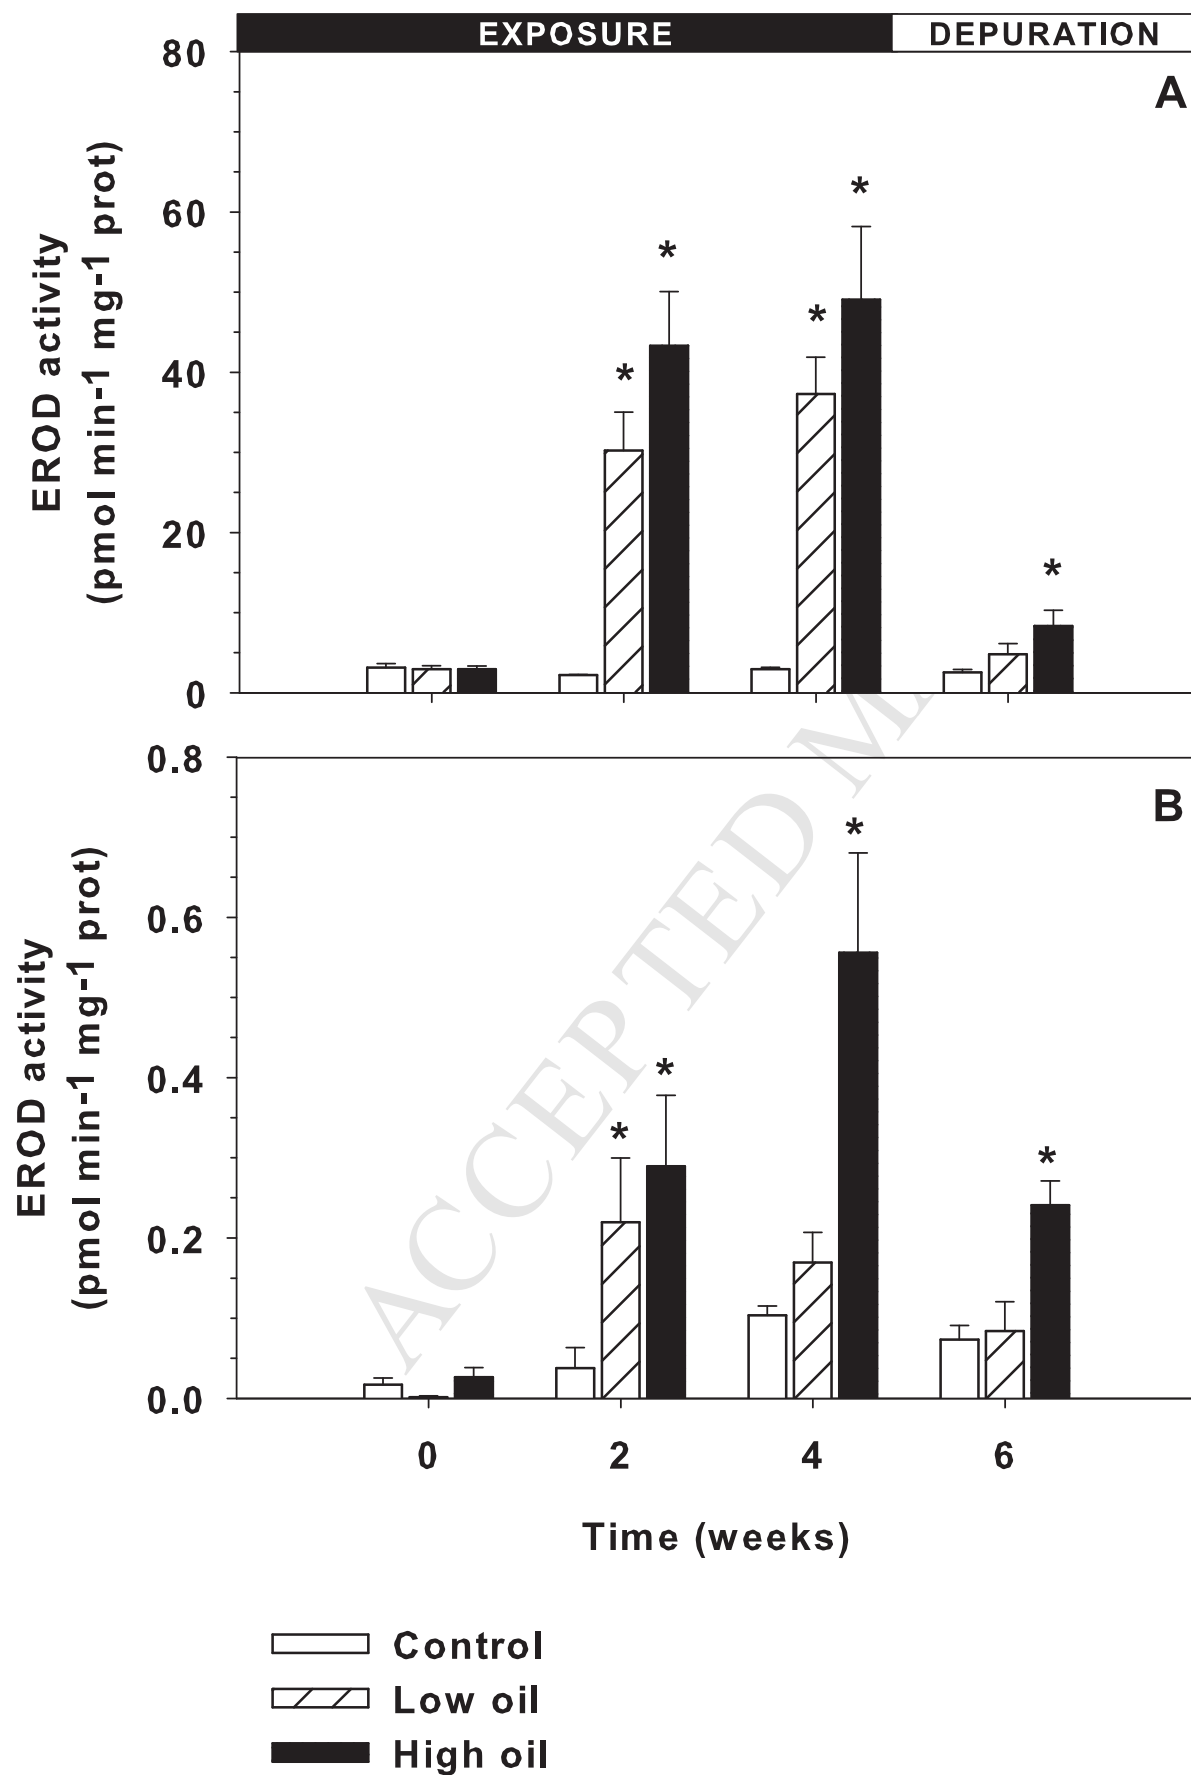 EXPOSURE DEPURATION
A
EROD activity
(pmol min-1 mg-1 prot)
80
60
40
20
0
* * * * *
B
EROD activity
(pmol min-1 mg-1 prot)
0.8
0.6
0.4
0.2
0.0
* * * *
0 2 4 6
Time (weeks)
Control
Low oil
High oil
ACCEPTED M